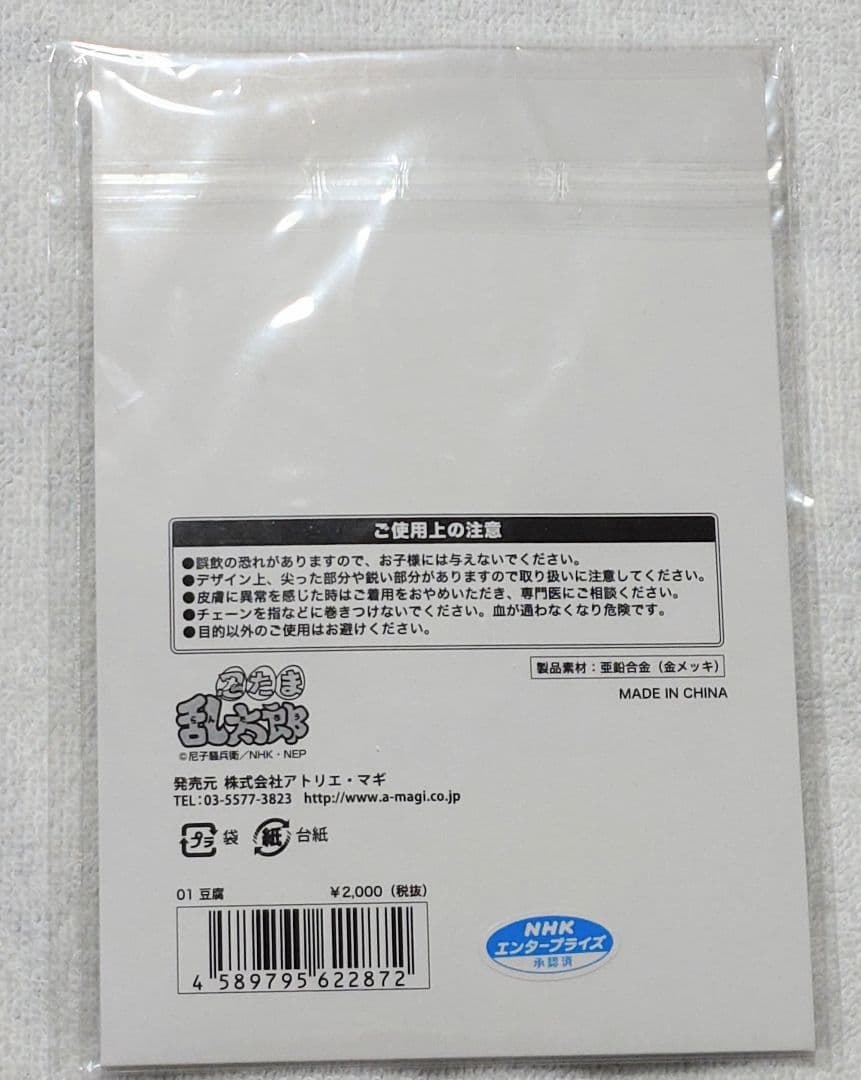 ご使用上の注意
●誤飲の恐れがありますので、お子様には与えないでください。
●デザイン上、尖った部分や鋭い部分がありますので取り扱いに注意してください。
●皮膚に異常を感じた時はご着用をおやめいただき、専門医にご相談ください。
●チェーンを指などに巻きつけないでください。血が通わなくなり危険です。
●目的以外のご使用はお避けください。
製品素材：亜鉛合金（金メッキ）
MADE IN CHINA
忍たま
乱太郎
らん
©尼子騒兵衛／NHK・NEP
発売元 株式会社アトリエ・マギ
TEL：03-5577-3823 http://www.a-magi.co.jp
プラ 袋 紙 台紙
01 豆腐 ￥2,000（税抜）
4 589795 622872
NHK
エンタープライズ
承認済